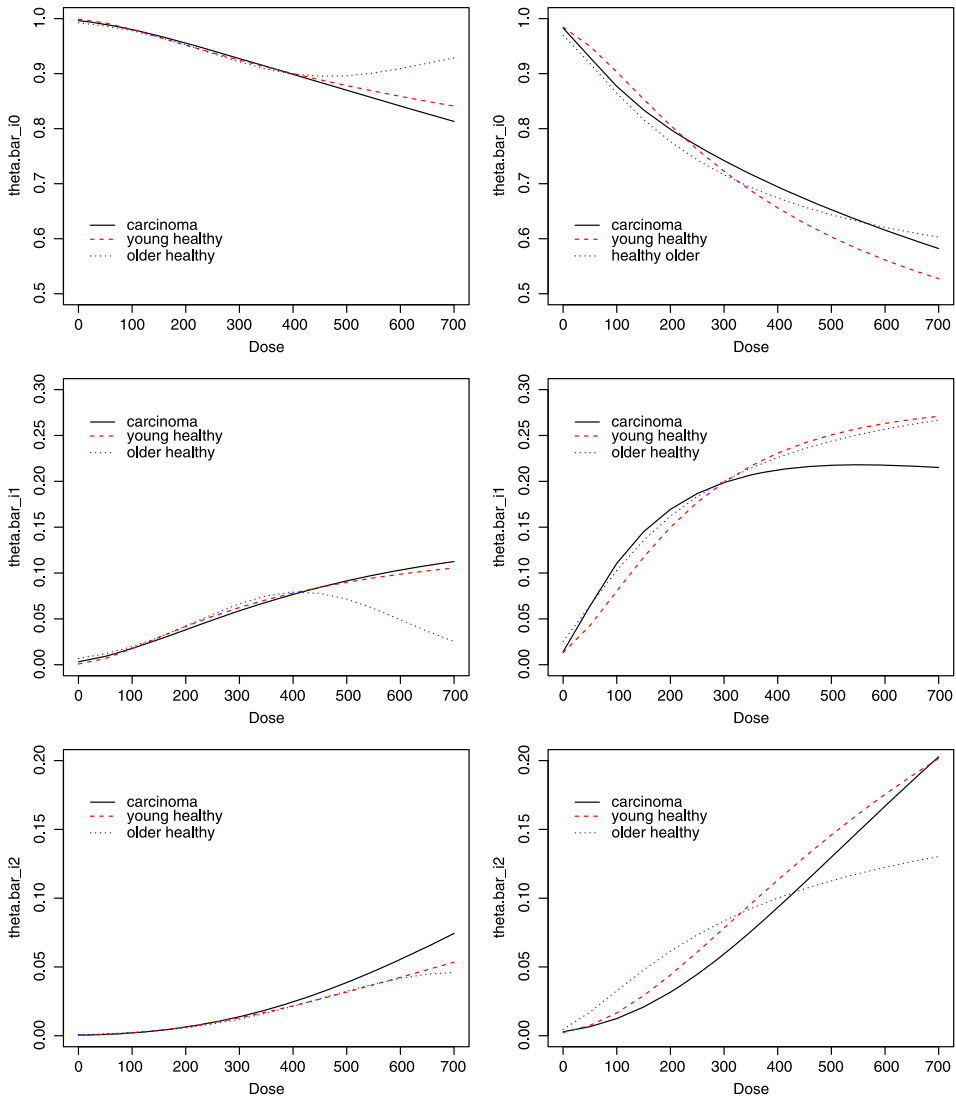 theta.bar_i0
0.5 0.6 0.7 0.8 0.9 1.0
carcinoma
young healthy
older healthy
0 100 200 300 400 500 600 700
Dose
theta.bar_i0
0.5 0.6 0.7 0.8 0.9 1.0
carcinoma
young healthy
healthy older
0 100 200 300 400 500 600 700
Dose
theta.bar_i1
0.00 0.05 0.10 0.15 0.20 0.25 0.30
carcinoma
young healthy
older healthy
0 100 200 300 400 500 600 700
Dose
theta.bar_i1
0.00 0.05 0.10 0.15 0.20 0.25 0.30
carcinoma
young healthy
older healthy
0 100 200 300 400 500 600 700
Dose
theta.bar_i2
0.00 0.05 0.10 0.15 0.20
carcinoma
young healthy
older healthy
0 100 200 300 400 500 600 700
Dose
theta.bar_i2
0.00 0.05 0.10 0.15 0.20
carcinoma
young healthy
older healthy
0 100 200 300 400 500 600 700
Dose